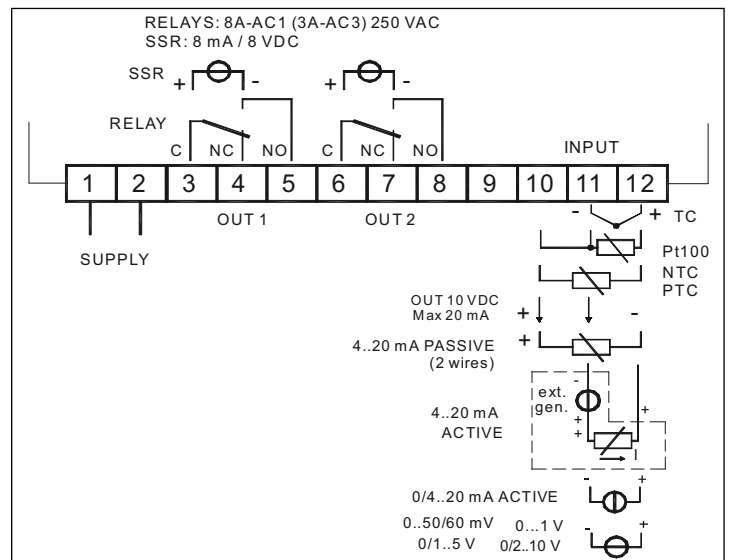 RELAYS: 8A-AC1 (3A-AC3) 250 VAC
SSR: 8 mA / 8 VDC
SSR + - + -
RELAY
C NC NO C NC NO INPUT
1 2 3 4 5 6 7 8 9 10 11 12
OUT 1 OUT 2 - + TC
SUPPLY
Pt100
NTC
PTC
OUT 10 VDC
Max 20 mA + -
4..20 mA PASSIVE +
(2 wires)
-
ext.
gen.
+ +
4..20 mA +
ACTIVE
I
- +
0/4..20 mA ACTIVE
0..50/60 mV 0...1 V - +
0/1..5 V 0/2..10 V